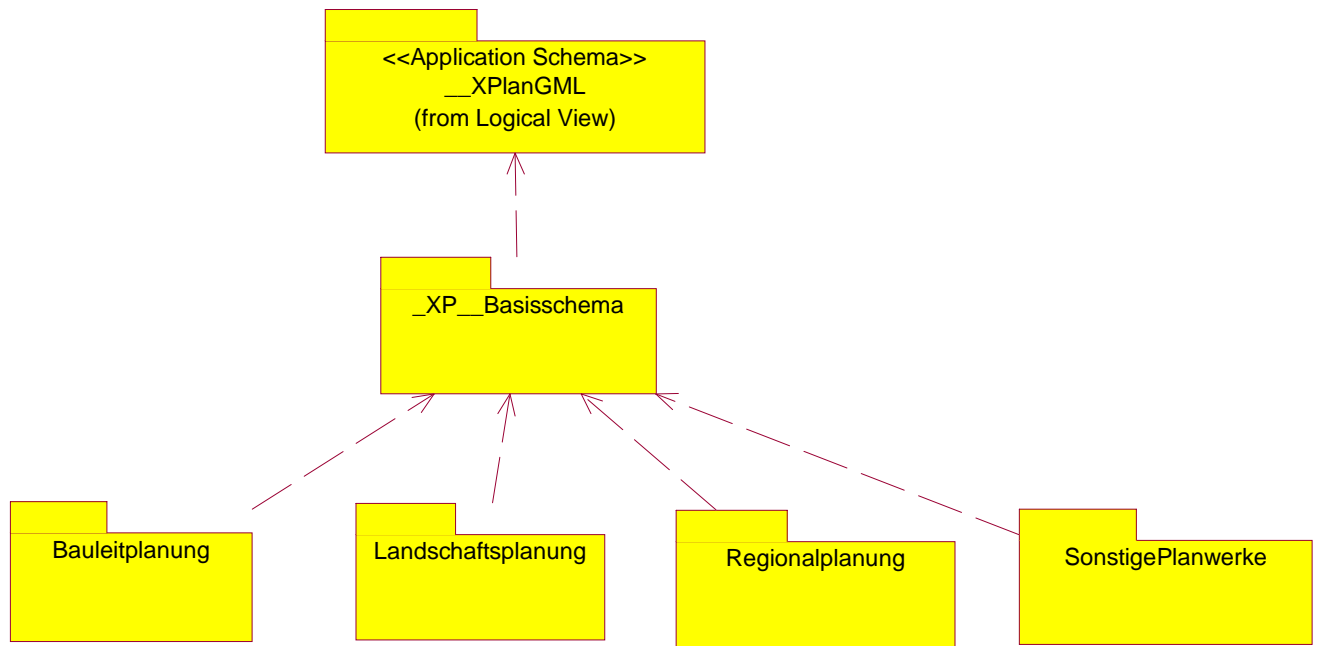 <<Application Schema>>
__XPlanGML
(from Logical View)
_XP__Basisschema
Bauleitplanung
Landschaftsplanung
Regionalplanung
SonstigePlanwerke